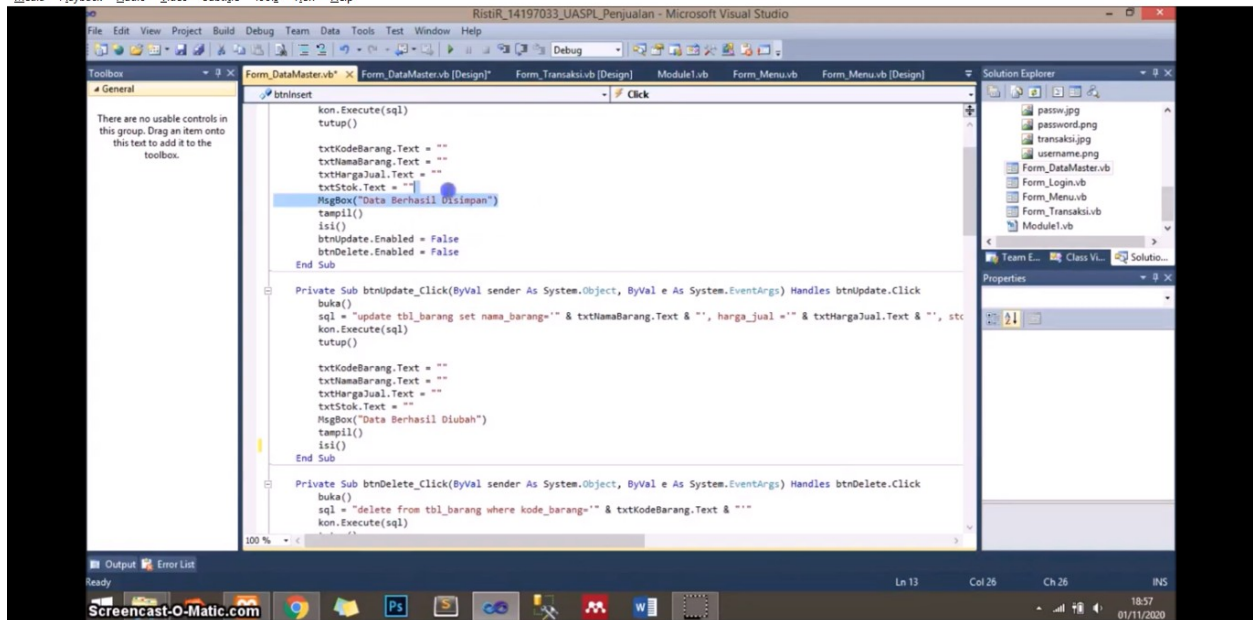 RistiR_14197033_UASPL_Penjualan - Microsoft Visual Studio
File Edit View Project Build Debug Team Data Tools Test Window Help
Debug
Toolbox
General
There are no usable controls in
this group. Drag an item onto
this text to add it to the
toolbox.
Form_DataMaster.vb* Form_DataMaster.vb [Design]* Form_Transaksi.vb [Design] Module1.vb Form_Menu.vb Form_Menu.vb [Design]
btnInsert Click
kon.Execute(sql)
tutup()
txtKodeBarang.Text = ""
txtNamaBarang.Text = ""
txtHargaJual.Text = ""
txtStok.Text = ""
MsgBox("Data Berhasil Disimpan")
tampil()
isi()
btnUpdate.Enabled = False
btnDelete.Enabled = False
End Sub
Private Sub btnUpdate_Click(ByVal sender As System.Object, ByVal e As System.EventArgs) Handles btnUpdate.Click
buka()
sql = "update tbl_barang set nama_barang='" & txtNamaBarang.Text & "', harga_jual ='" & txtHargaJual.Text & "', sto
kon.Execute(sql)
tutup()
txtKodeBarang.Text = ""
txtNamaBarang.Text = ""
txtHargaJual.Text = ""
txtStok.Text = ""
MsgBox("Data Berhasil Diubah")
tampil()
isi()
End Sub
Private Sub btnDelete_Click(ByVal sender As System.Object, ByVal e As System.EventArgs) Handles btnDelete.Click
buka()
sql = "delete from tbl_barang where kode_barang='" & txtKodeBarang.Text & "'"
kon.Execute(sql)
100 %
Solution Explorer
passw.jpg
password.png
transaksi.jpg
username.png
Form_DataMaster.vb
Form_Login.vb
Form_Menu.vb
Form_Transaksi.vb
Module1.vb
Team E... Class Vi... Solutio...
Properties
Output Error List
Ready Ln 13 Col 26 Ch 26 INS
Screencast-O-Matic.com
Ps
S
W
18:57
01/11/2020